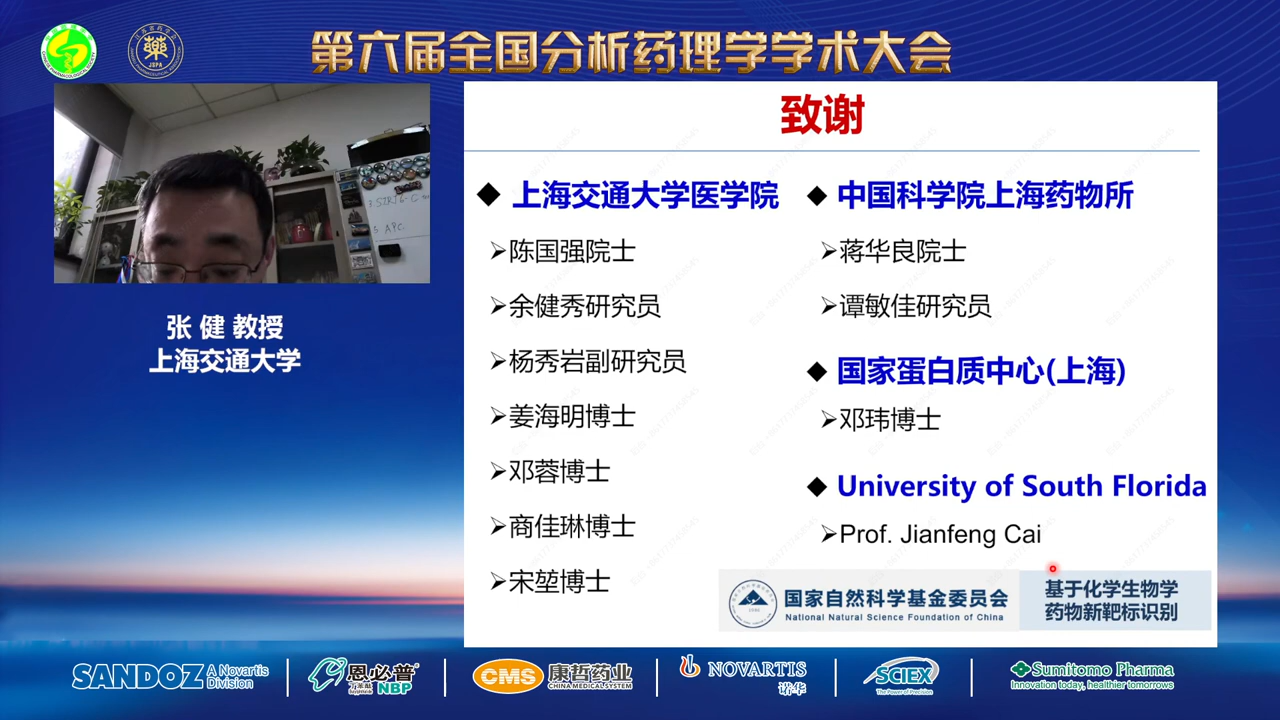 第六届全国分析药理学学术大会
JSPA
3.SIRT6-C
APC
张 健 教授
上海交通大学
致谢
上海交通大学医学院
陈国强院士
余健秀研究员
杨秀岩副研究员
姜海明博士
邓蓉博士
商佳琳博士
宋堃博士
中国科学院上海药物所
蒋华良院士
谭敏佳研究员
国家蛋白质中心(上海)
邓玮博士
University of South Florida
Prof. Jianfeng Cai
国家自然科学基金委员会
National Natural Science Foundation of China
基于化学生物学
药物新靶标识别
SANDOZ A Novartis
Division
恩必普
NBP
CMS 康哲药业
CHINA MEDICAL SYSTEM
NOVARTIS
诺华
SCIEX
The Power of Precision
Sumitomo Pharma
Innovation today, healthier tomorrows